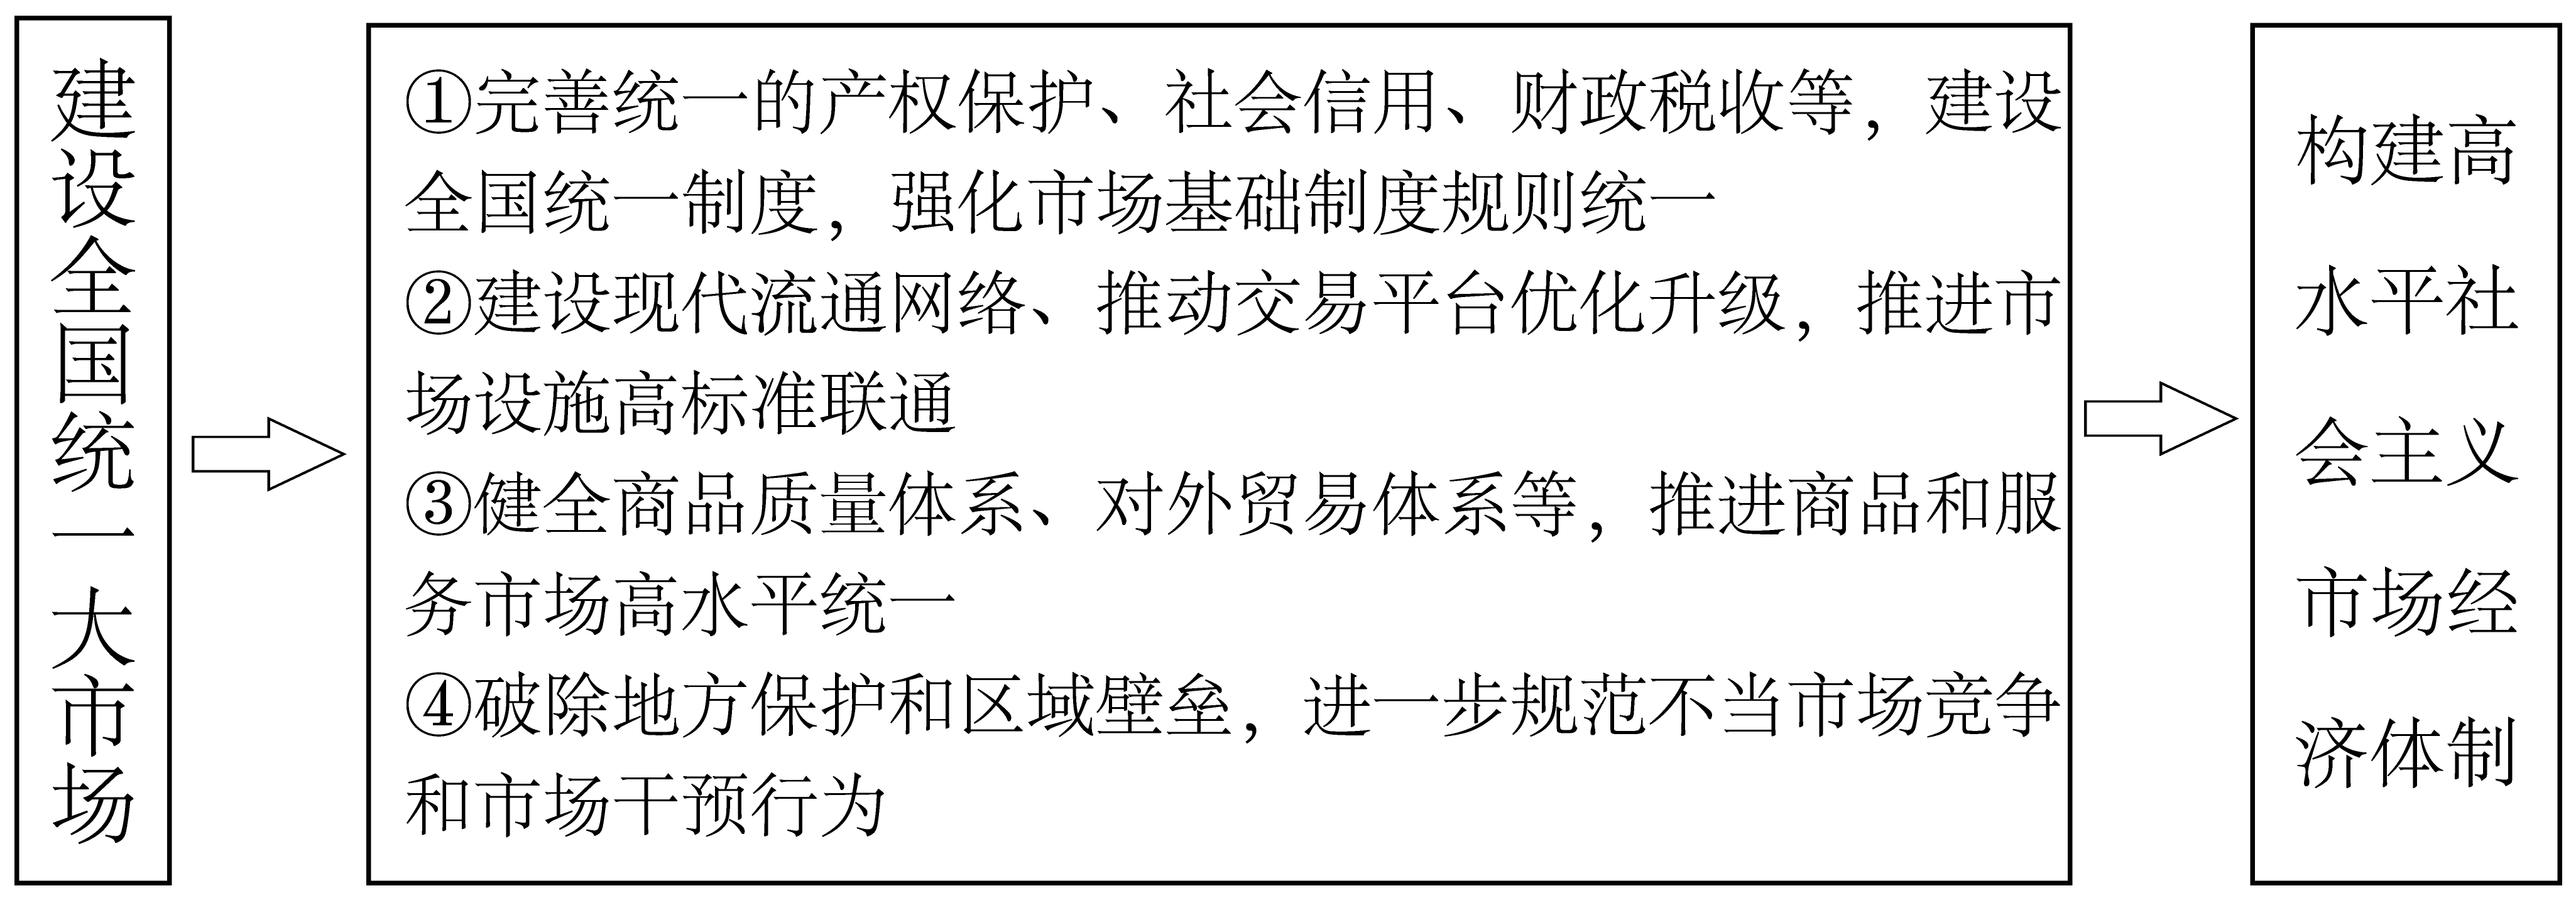 建设全国统一大市场
①完善统一的产权保护、社会信用、财政税收等，建设
全国统一制度，强化市场基础制度规则统一
②建设现代流通网络、推动交易平台优化升级，推进市
场设施高标准联通
③健全商品质量体系、对外贸易体系等，推进商品和服
务市场高水平统一
④破除地方保护和区域壁垒，进一步规范不当市场竞争
和市场干预行为
构建高
水平社
会主义
市场经
济体制